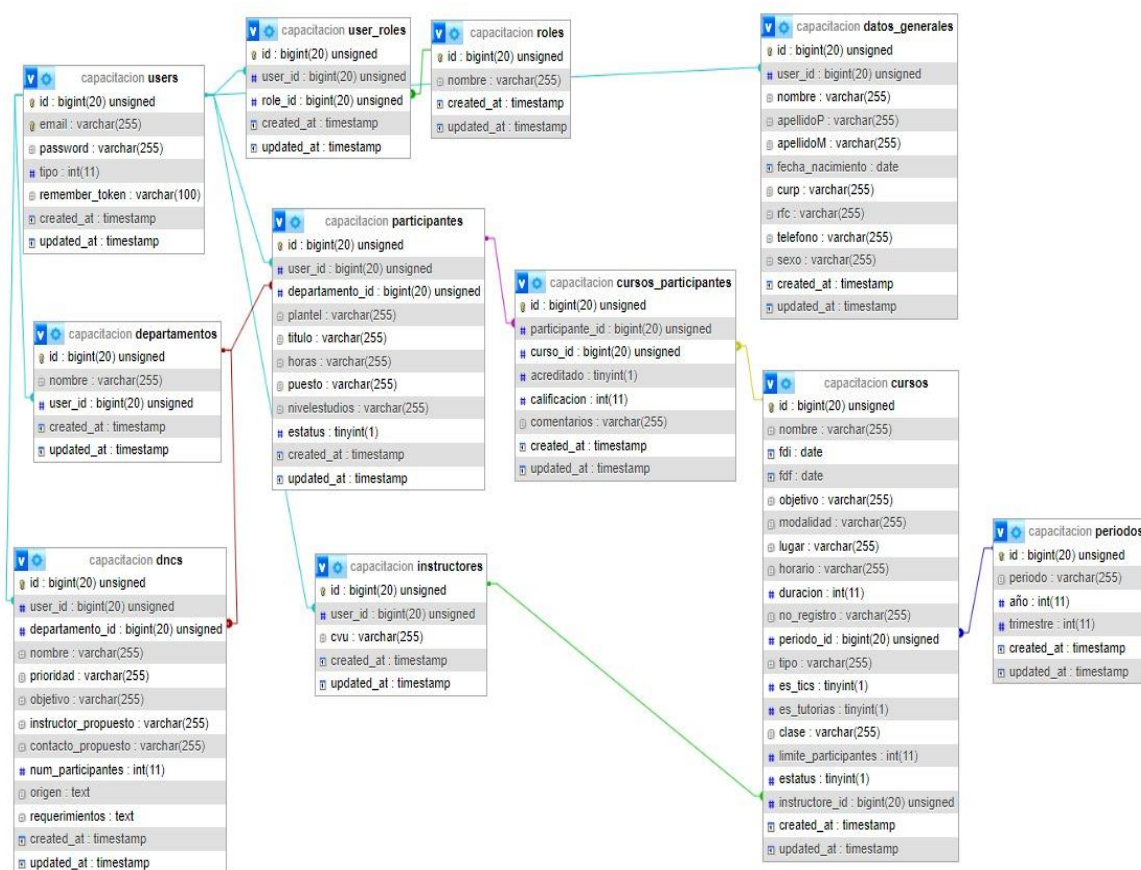 capacitacion user_roles
id : bigint(20) unsigned
user_id : bigint(20) unsigned
role_id : bigint(20) unsigned
created_at : timestamp
updated_at : timestamp
capacitacion roles
id : bigint(20) unsigned
nombre : varchar(255)
created_at : timestamp
updated_at : timestamp
capacitacion datos_generales
id : bigint(20) unsigned
user_id : bigint(20) unsigned
nombre : varchar(255)
apellidoP : varchar(255)
apellidoM : varchar(255)
fecha_nacimiento : date
curp : varchar(255)
rfc : varchar(255)
telefono : varchar(255)
sexo : varchar(255)
created_at : timestamp
updated_at : timestamp
capacitacion users
id : bigint(20) unsigned
email : varchar(255)
password : varchar(255)
tipo : int(11)
remember_token : varchar(100)
created_at : timestamp
updated_at : timestamp
capacitacion participantes
id : bigint(20) unsigned
user_id : bigint(20) unsigned
departamento_id : bigint(20) unsigned
plantel : varchar(255)
titulo : varchar(255)
horas : varchar(255)
puesto : varchar(255)
nivelestudios : varchar(255)
estatus : tinyint(1)
created_at : timestamp
updated_at : timestamp
capacitacion cursos_participantes
id : bigint(20) unsigned
participante_id : bigint(20) unsigned
curso_id : bigint(20) unsigned
acreditado : tinyint(1)
calificacion : int(11)
comentarios : varchar(255)
created_at : timestamp
updated_at : timestamp
capacitacion departamentos
id : bigint(20) unsigned
nombre : varchar(255)
user_id : bigint(20) unsigned
created_at : timestamp
updated_at : timestamp
capacitacion cursos
id : bigint(20) unsigned
nombre : varchar(255)
fdi : date
fdf : date
objetivo : varchar(255)
modalidad : varchar(255)
lugar : varchar(255)
horario : varchar(255)
duracion : int(11)
no_registro : varchar(255)
periodo_id : bigint(20) unsigned
tipo : varchar(255)
es_tics : tinyint(1)
es_tutorias : tinyint(1)
clase : varchar(255)
limite_participantes : int(11)
estatus : tinyint(1)
instructore_id : bigint(20) unsigned
created_at : timestamp
updated_at : timestamp
capacitacion periodos
id : bigint(20) unsigned
periodo : varchar(255)
año : int(11)
trimestre : int(11)
created_at : timestamp
updated_at : timestamp
capacitacion dncs
id : bigint(20) unsigned
user_id : bigint(20) unsigned
departamento_id : bigint(20) unsigned
nombre : varchar(255)
prioridad : varchar(255)
objetivo : varchar(255)
instructor_propuesto : varchar(255)
contacto_propuesto : varchar(255)
num_participantes : int(11)
origen : text
requerimientos : text
created_at : timestamp
updated_at : timestamp
capacitacion instructores
id : bigint(20) unsigned
user_id : bigint(20) unsigned
cvu : varchar(255)
created_at : timestamp
updated_at : timestamp